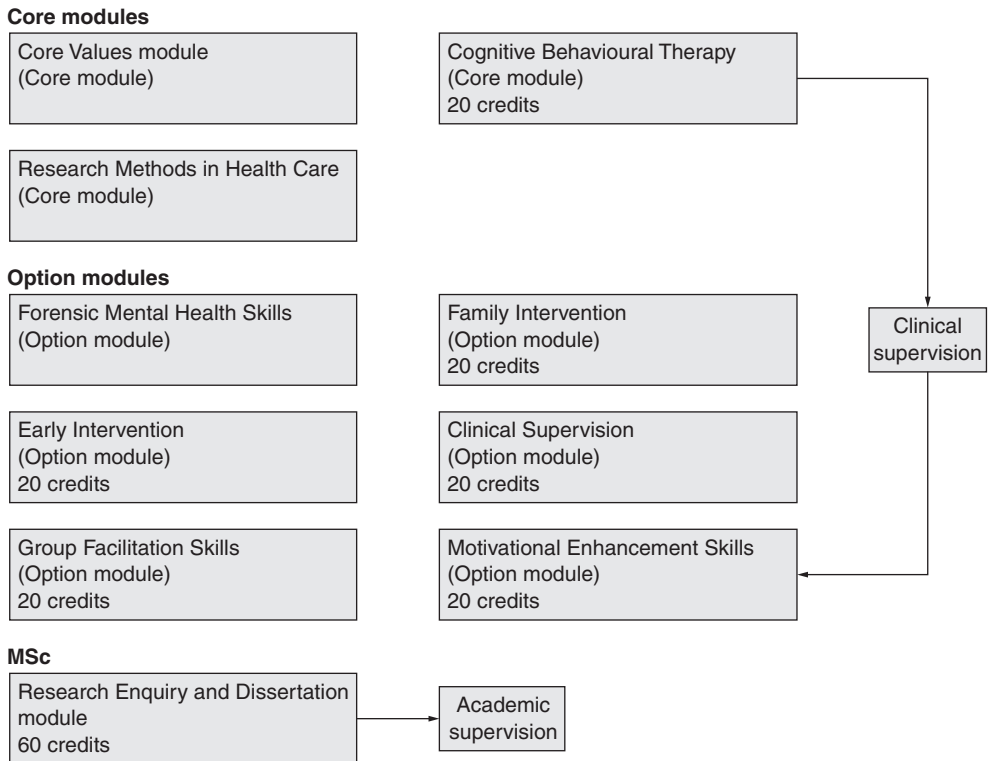 Core modules
Core Values module
(Core module)
Cognitive Behavioural Therapy
(Core module)
20 credits
Research Methods in Health Care
(Core module)
Option modules
Forensic Mental Health Skills
(Option module)
Family Intervention
(Option module)
20 credits
Clinical
supervision
Early Intervention
(Option module)
20 credits
Clinical Supervision
(Option module)
20 credits
Group Facilitation Skills
(Option module)
20 credits
Motivational Enhancement Skills
(Option module)
20 credits
MSc
Research Enquiry and Dissertation
module
60 credits
Academic
supervision